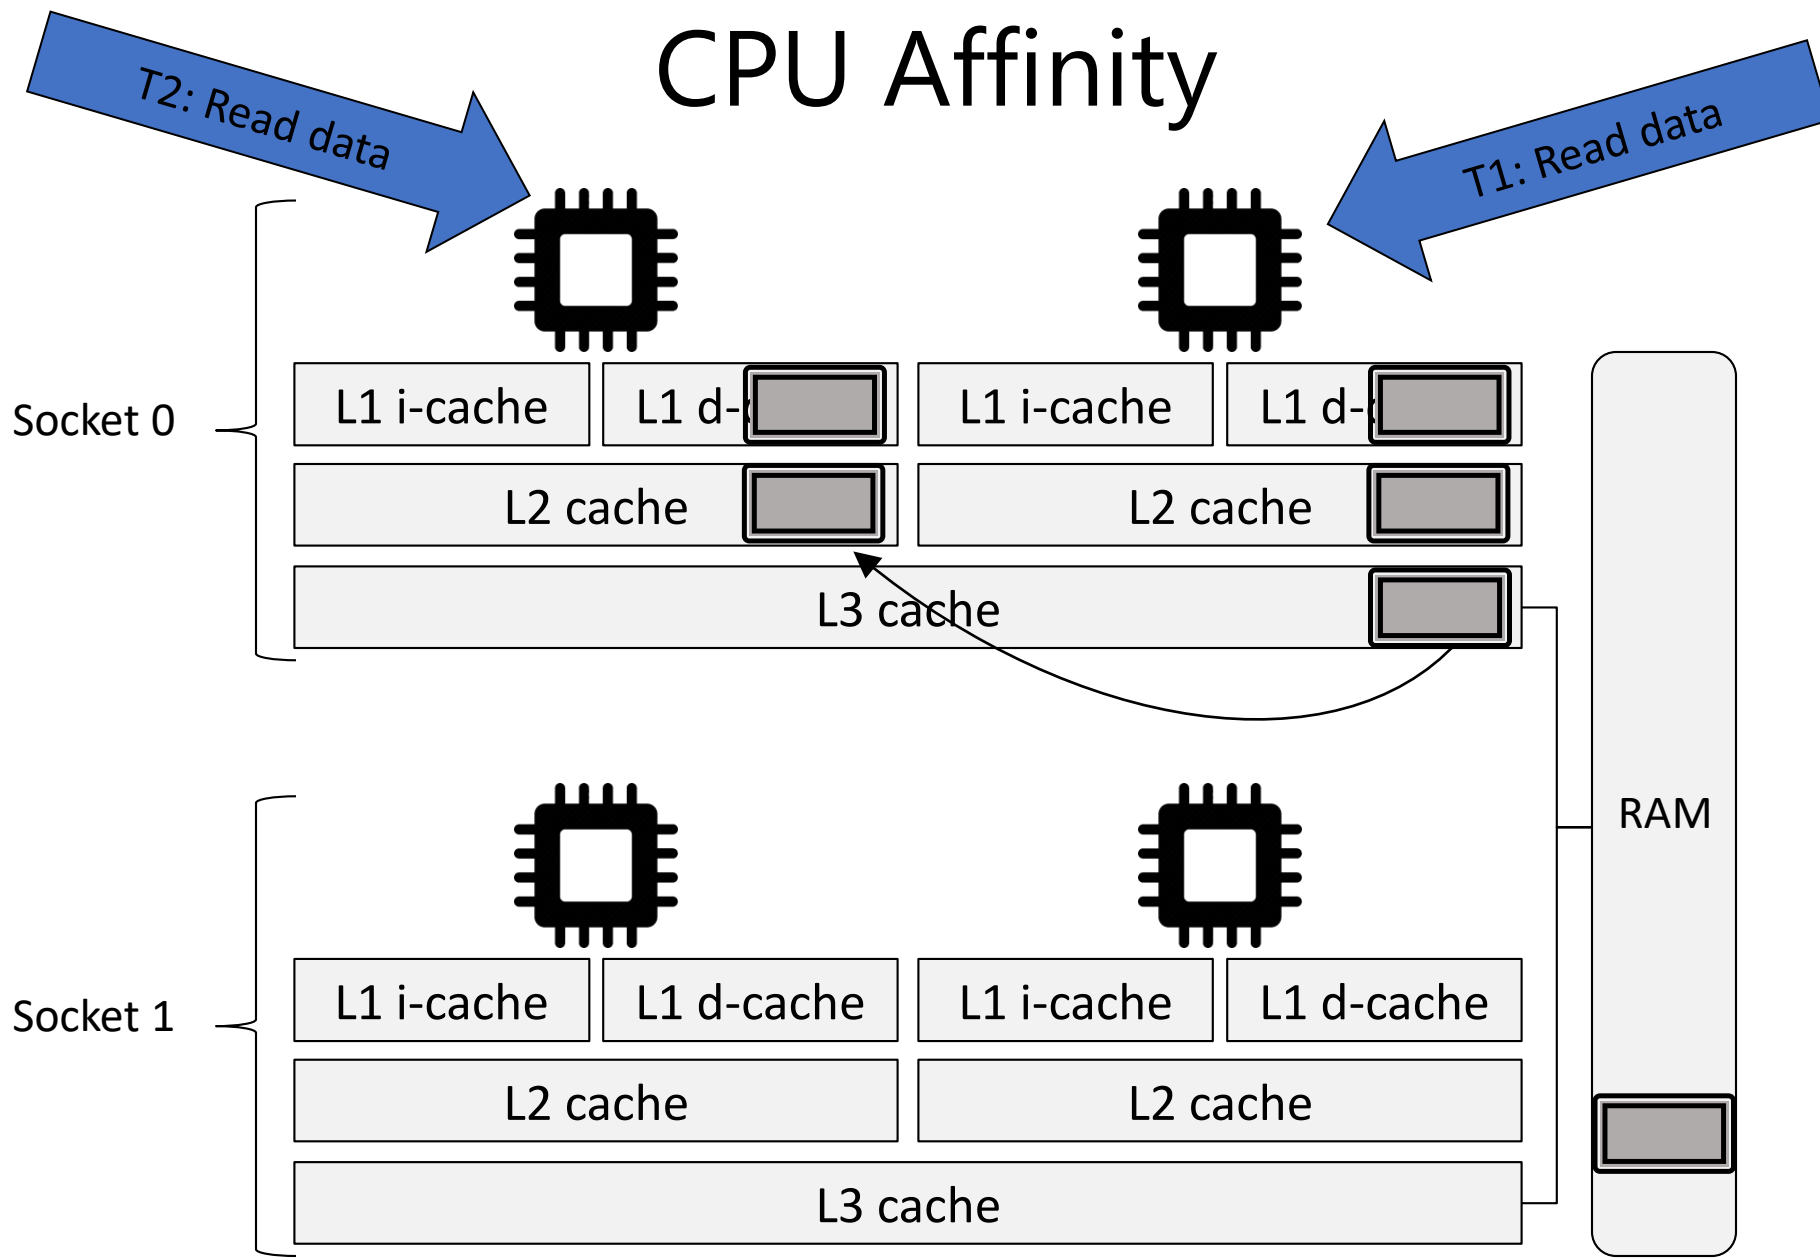 CPU Affinity
T2: Read data
T1: Read data
Socket 0
L1 i-cache
L1 d-
L1 i-cache
L1 d-
L2 cache
L2 cache
L3 cache
RAM
Socket 1
L1 i-cache
L1 d-cache
L1 i-cache
L1 d-cache
L2 cache
L2 cache
L3 cache